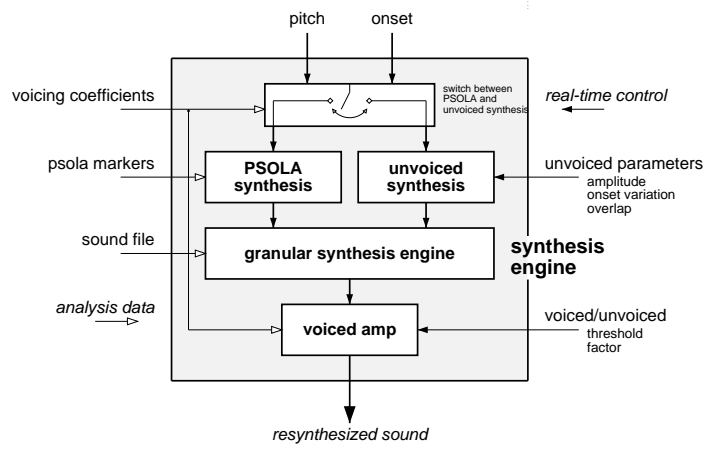 pitch onset
voicing coefficients
switch between
PSOLA and
unvoiced synthesis
real-time control
psola markers
PSOLA
synthesis
unvoiced
synthesis
unvoiced parameters
amplitude
onset variation
overlap
sound file
granular synthesis engine
synthesis
engine
analysis data
voiced amp
voiced/unvoiced
threshold
factor
resynthesized sound